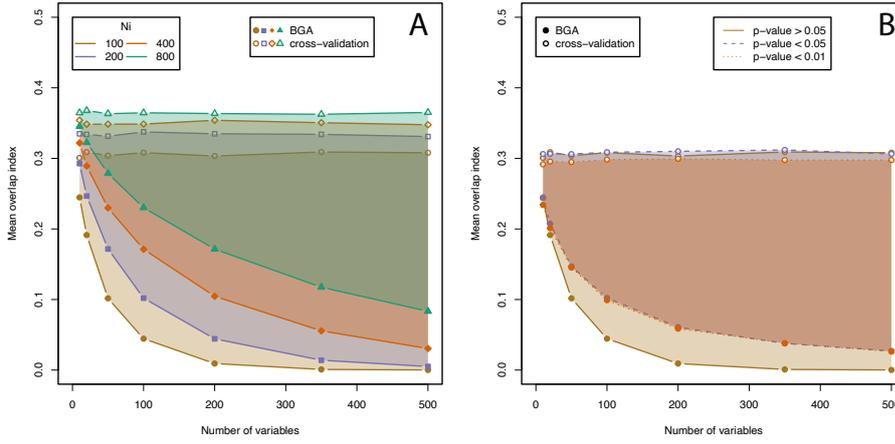 A
Ni
100 400
200 800
BGA
cross−validation
Mean overlap index
0.5
0.4
0.3
0.2
0.1
0.0
0 100 200 300 400 500
Number of variables
B
BGA
cross−validation
p−value > 0.05
p−value < 0.05
p−value < 0.01
Mean overlap index
0.5
0.4
0.3
0.2
0.1
0.0
0 100 200 300 400 50
Number of variables